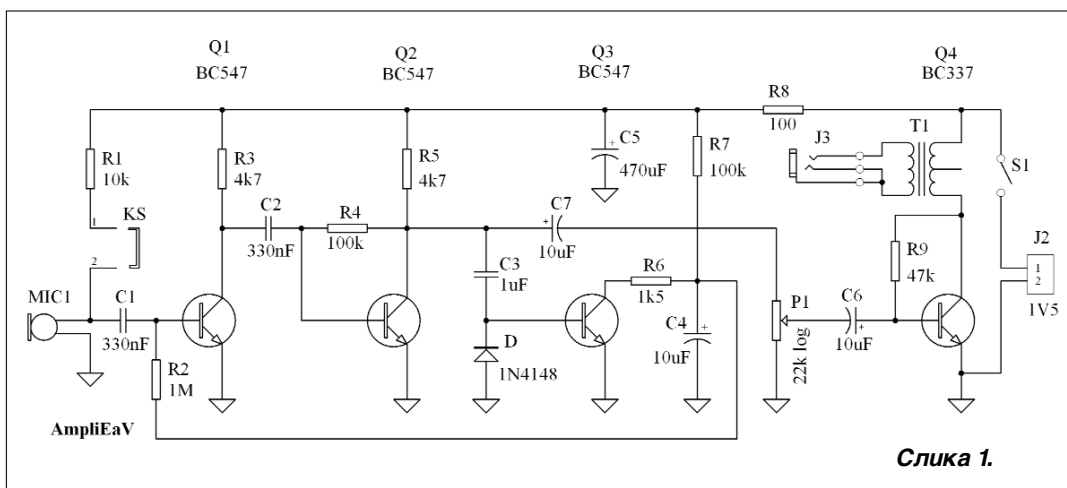 Q1
BC547
Q2
BC547
Q3
BC547
Q4
BC337
R1
10k
KS
1
2
MIC1
C1
330nF
R2
1M
R3
4k7
C2
330nF
R4
100k
R5
4k7
C3
1uF
D
1N4148
C7
+
10uF
C5
+
470uF
R6
1k5
R7
100k
C4
+
10uF
R8
100
J3
T1
S1
P1
22k log
C6
+
10uF
R9
47k
J2
1
2
1V5
AmpliEaV
Слика 1.